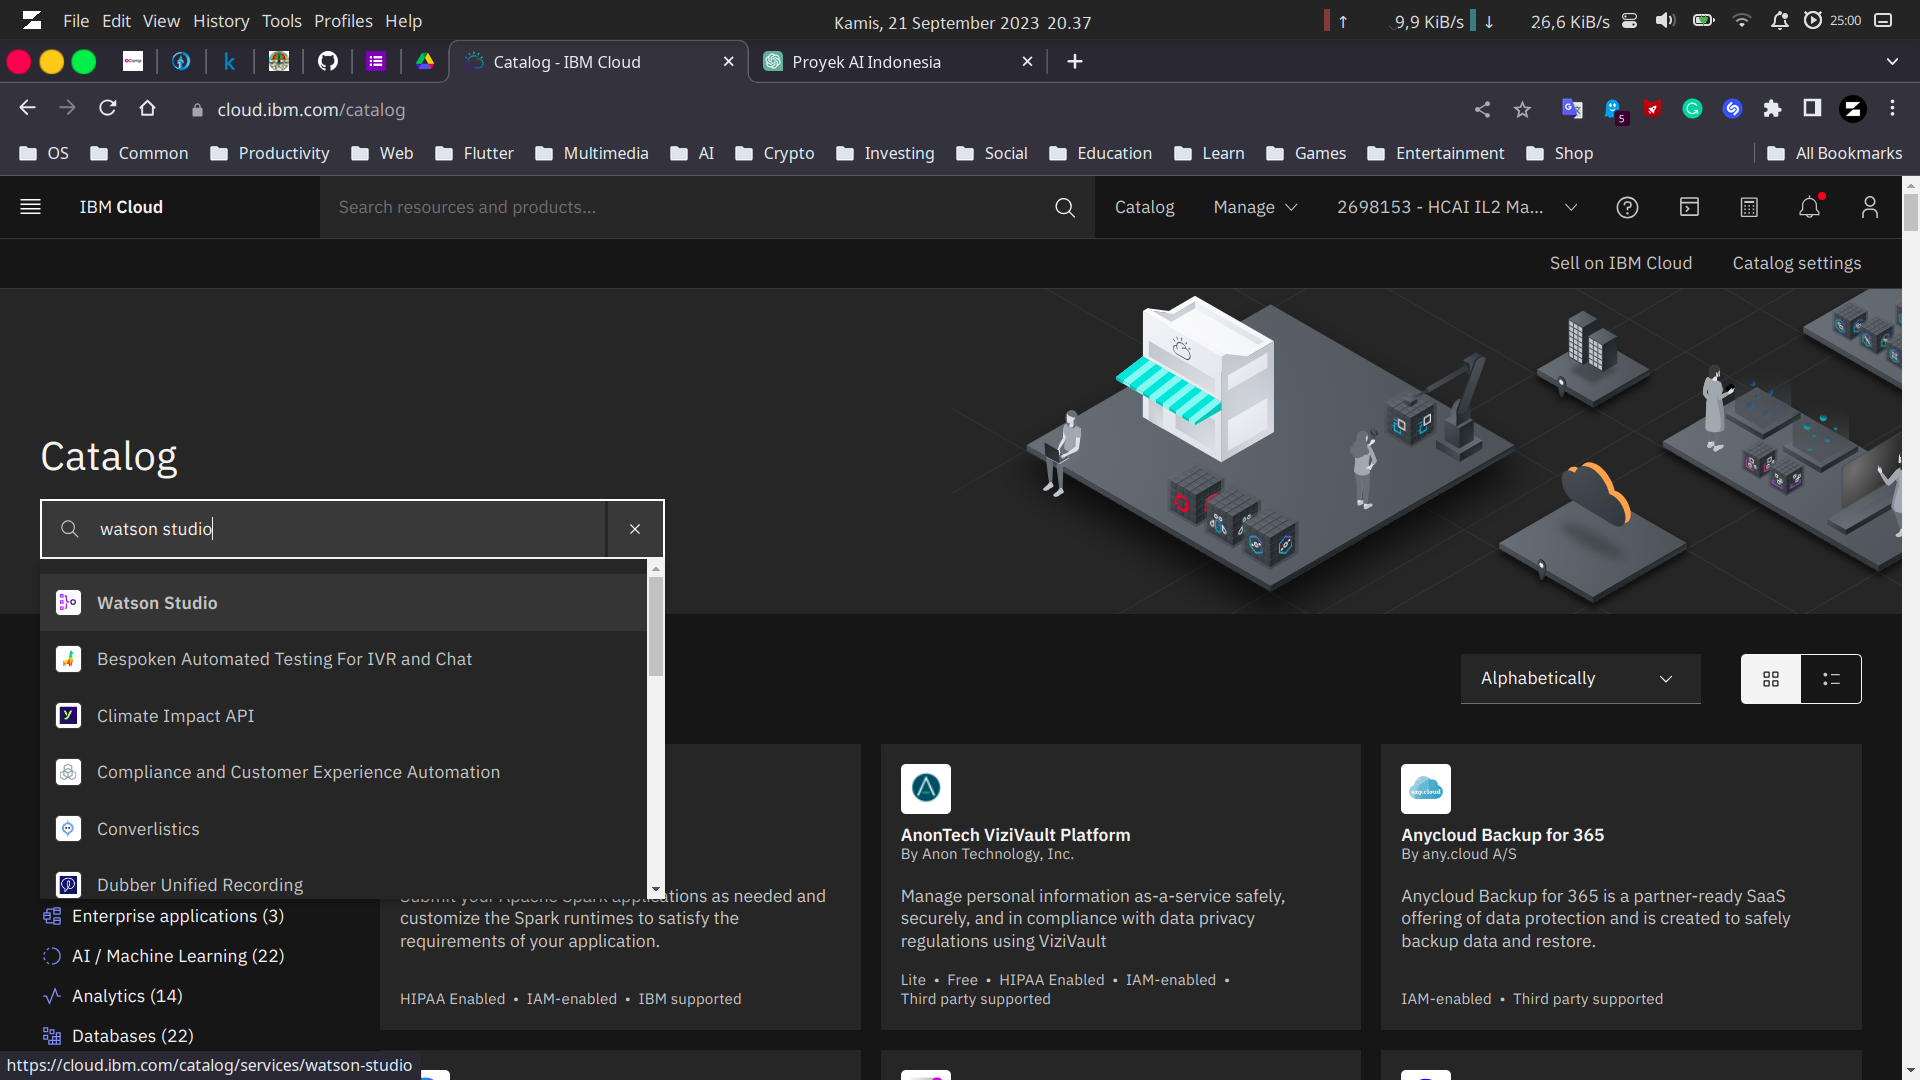 File Edit View History Tools Profiles Help
Kamis, 21 September 2023 20.37
↑ 9,9 KiB/s ↓ 26,6 KiB/s 25:00
Catalog - IBM Cloud
Proyek AI Indonesia
cloud.ibm.com/catalog
5
OS Common Productivity Web Flutter Multimedia AI Crypto Investing Social Education Learn Games Entertainment Shop All Bookmarks
IBM Cloud
Search resources and products...
Catalog Manage 2698153 - HCAI IL2 Ma...
Sell on IBM Cloud Catalog settings
Catalog
watson studio
Watson Studio
Bespoken Automated Testing For IVR and Chat
Climate Impact API
Compliance and Customer Experience Automation
Converlistics
Dubber Unified Recording
Enterprise applications (3)
AI / Machine Learning (22)
Analytics (14)
Databases (22)
https://cloud.ibm.com/catalog/services/watson-studio
Alphabetically
Submit your Apache Spark applications as needed and
customize the Spark runtimes to satisfy the
requirements of your application.
HIPAA Enabled • IAM-enabled • IBM supported
AnonTech ViziVault Platform
By Anon Technology, Inc.
Manage personal information as-a-service safely,
securely, and in compliance with data privacy
regulations using ViziVault
Lite • Free • HIPAA Enabled • IAM-enabled •
Third party supported
any.cloud
Anycloud Backup for 365
By any.cloud A/S
Anycloud Backup for 365 is a partner-ready SaaS
offering of data protection and is created to safely
backup data and restore.
IAM-enabled • Third party supported